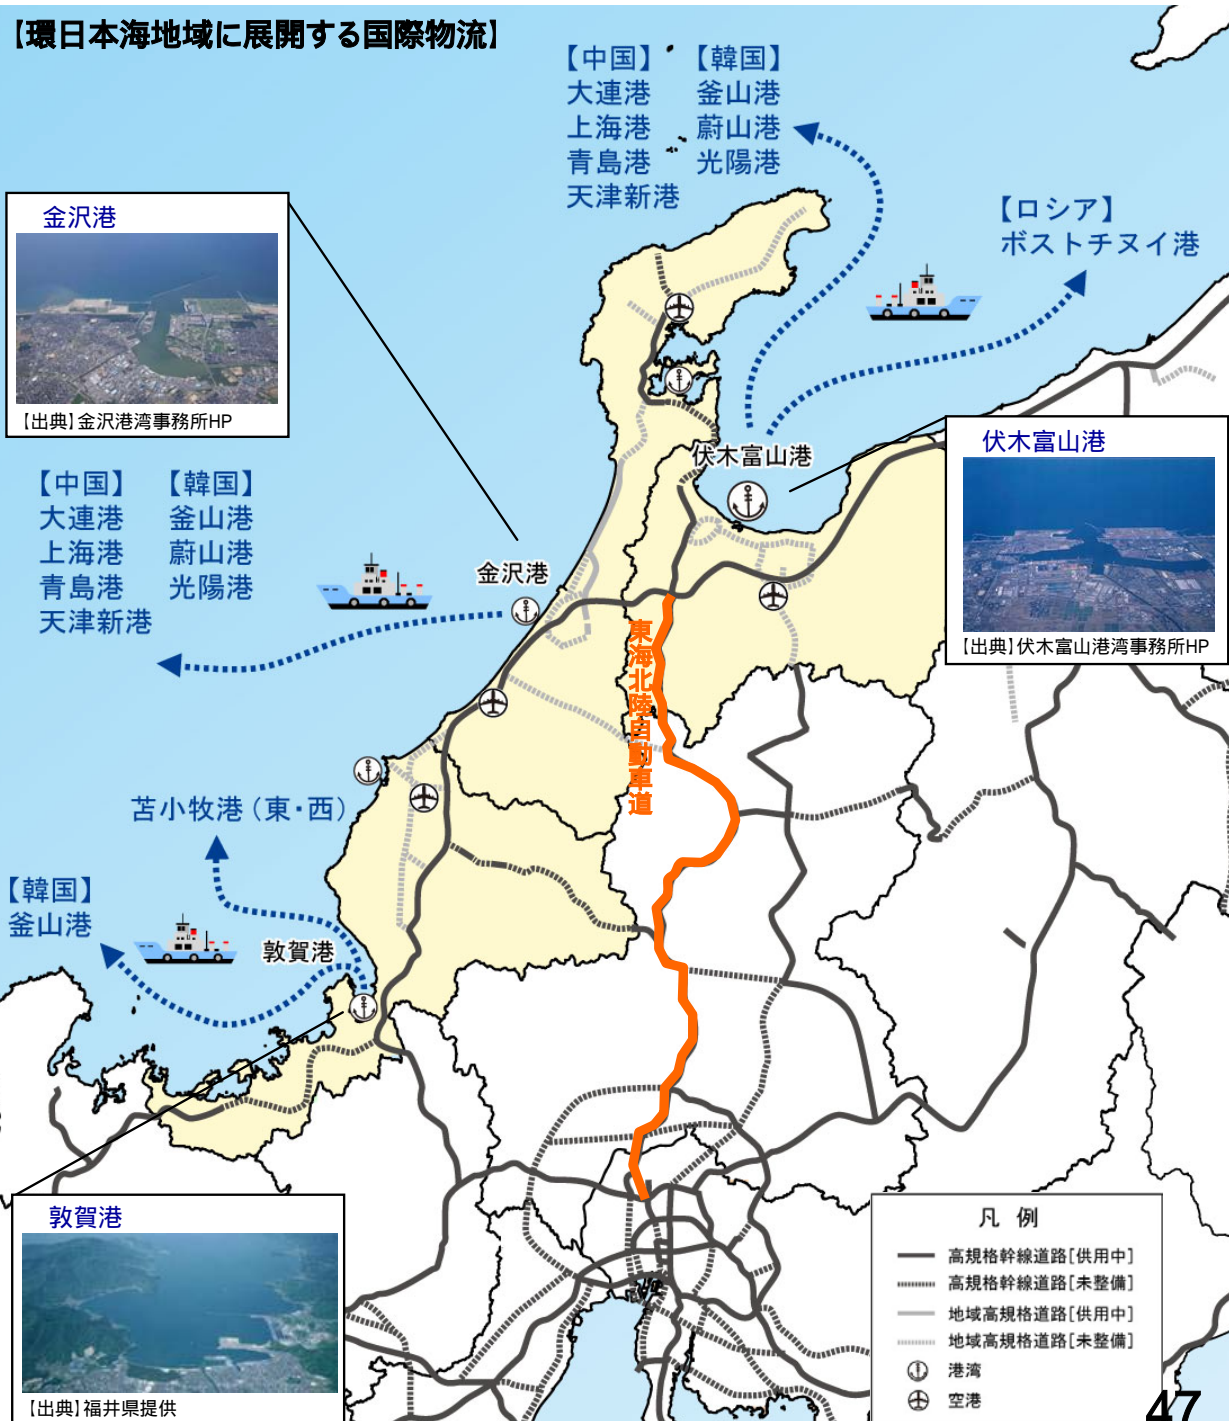 【環日本海地域に展開する国際物流】
【中国】 【韓国】
大連港 釜山港
上海港 蔚山港
青島港 光陽港
天津新港
【ロシア】
ボストチヌイ港
金沢港
【出典】金沢港湾事務所HP
伏木富山港
伏木富山港
【出典】伏木富山港湾事務所HP
【中国】 【韓国】
大連港 釜山港
上海港 蔚山港
青島港 光陽港
天津新港
金沢港
東海北陸自動車道
苫小牧港（東・西）
【韓国】
釜山港
敦賀港
敦賀港
【出典】福井県提供
凡 例
高規格幹線道路［供用中］
高規格幹線道路［未整備］
地域高規格道路［供用中］
地域高規格道路［未整備］
港湾
空港
47